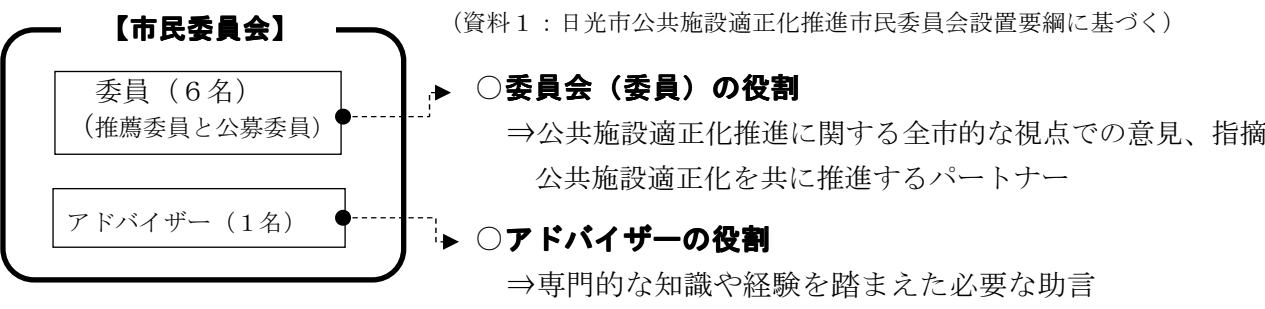 【市民委員会】
（資料１：日光市公共施設適正化推進市民委員会設置要綱に基づく）
委員（６名）
（推薦委員と公募委員）
○委員会（委員）の役割
⇒公共施設適正化推進に関する全市的な視点での意見、指摘
公共施設適正化を共に推進するパートナー
アドバイザー（１名）
○アドバイザーの役割
⇒専門的な知識や経験を踏まえた必要な助言